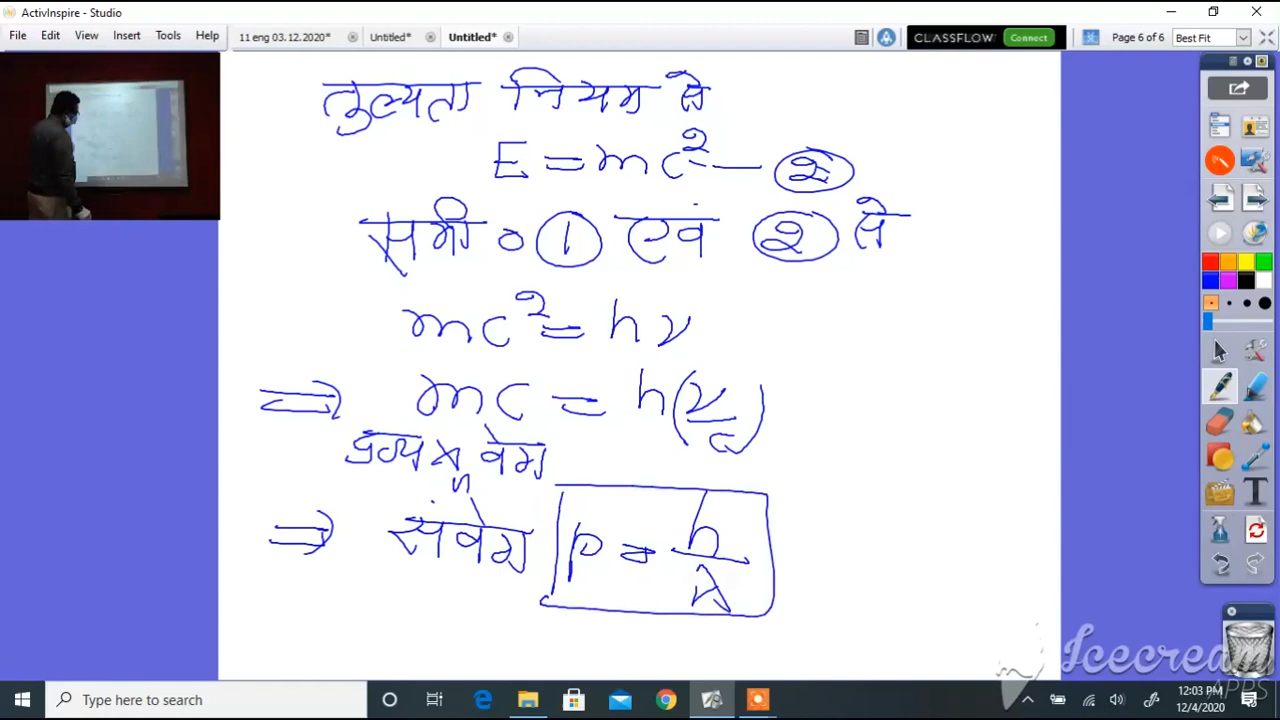 ActivInspire - Studio
File Edit View Insert Tools Help
11 eng 03.12.2020* Untitled* Untitled*
CLASSFLOW Connect
Page 6 of 6 Best Fit
तुल्यता नियम से
E = mc² — ②
समी० ① एवं ② से
mc² = hν
⇒ mc = h(ν/c)
द्रव्यमान × वेग
⇒ संवेग p = h/λ
Icecream
APPS
Type here to search
12:03 PM
12/4/2020